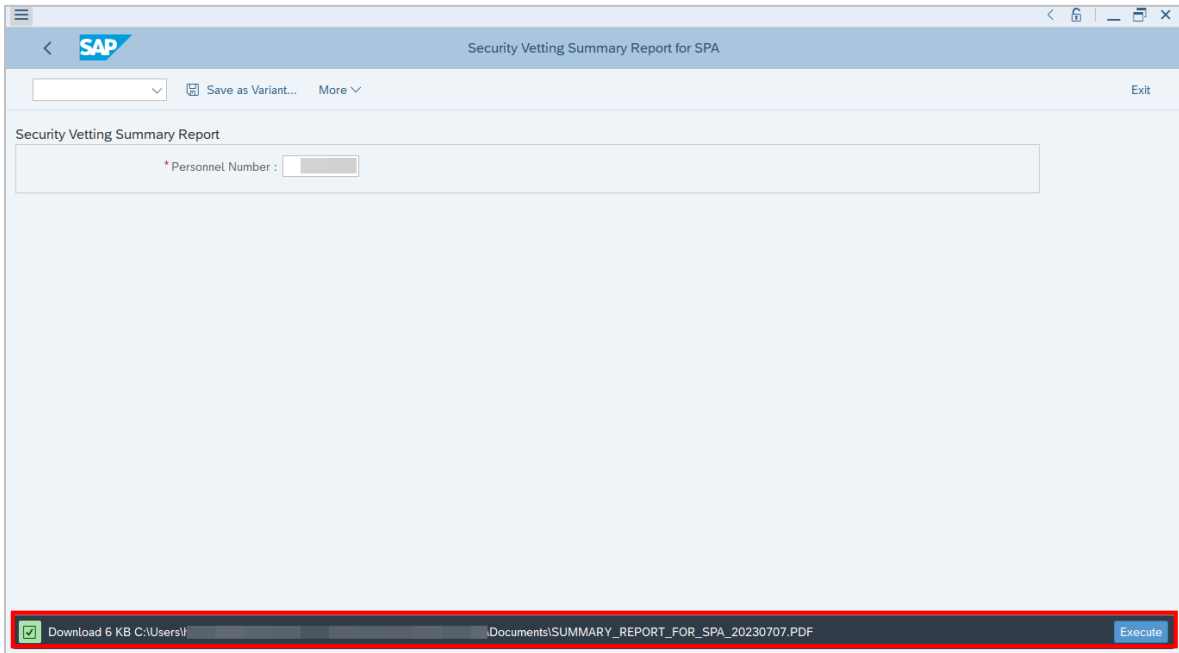 SAP
Security Vetting Summary Report for SPA
Save as Variant... More Exit
Security Vetting Summary Report
* Personnel Number :
Download 6 KB C:\Users\ \Documents\SUMMARY_REPORT_FOR_SPA_20230707.PDF Execute